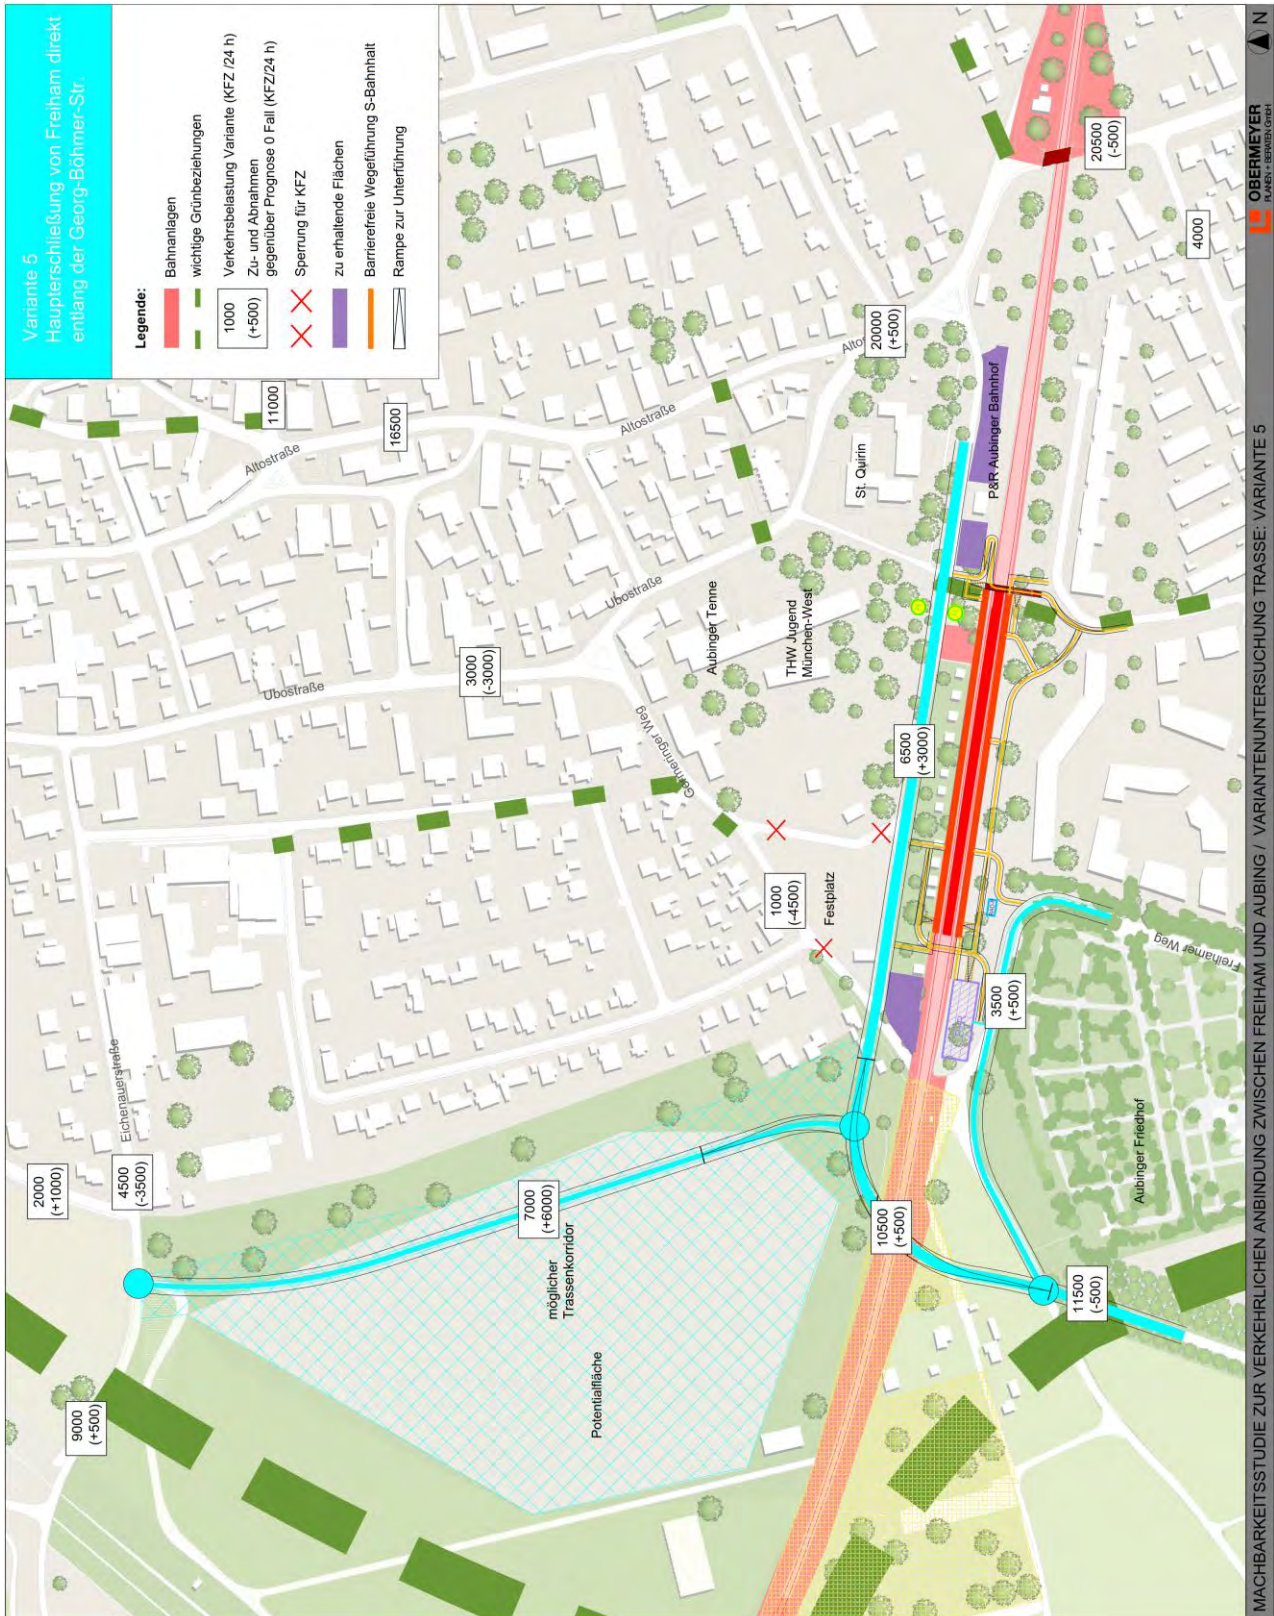 Variante 5
Haupterschließung von Freiham direkt
entlang der Georg-Böhmer-Str.
Legende:
Bahnanlagen
wichtige Grünbeziehungen
1000
(+500)
Verkehrsbelastung Variante (KFZ /24 h)
Zu- und Abnahmen
gegenüber Prognose 0 Fall (KFZ/24 h)
Sperrung für KFZ
zu erhaltende Flächen
Barrierefreie Wegeführung S-Bahnhalt
Rampe zur Unterführung
9000
(+500)
2000
(+1000)
4500
(-3500)
Eichenauerstraße
Ubostraße
3000
(-3000)
Altostraße
11000
16500
Altostraße
Ubostraße
Germeringer Weg
Aubinger Tenne
THW Jugend
München-West
St. Quirin
20000
(+500)
P&R Aubinger Bahnhof
20500
(-500)
4000
6500
(+3000)
1000
(-4500)
Festplatz
7000
(+6000)
möglicher
Trassenkorridor
Potentialfläche
10500
(+500)
3500
(+500)
11500
(-500)
Aubinger Friedhof
Freihamer Weg
MACHBARKEITSSTUDIE ZUR VERKEHRLICHEN ANBINDUNG ZWISCHEN FREIHAM UND AUBING / VARIANTENUNTERSUCHUNG TRASSE: VARIANTE 5
OBERMEYER
PLANEN + BERATEN GmbH
N